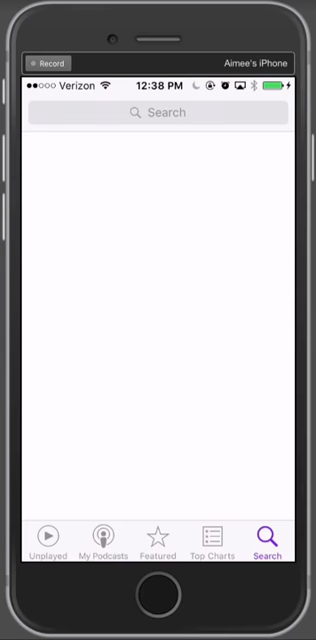 Record Aimee's iPhone
Verizon 12:38 PM
Search
Unplayed My Podcasts Featured Top Charts Search